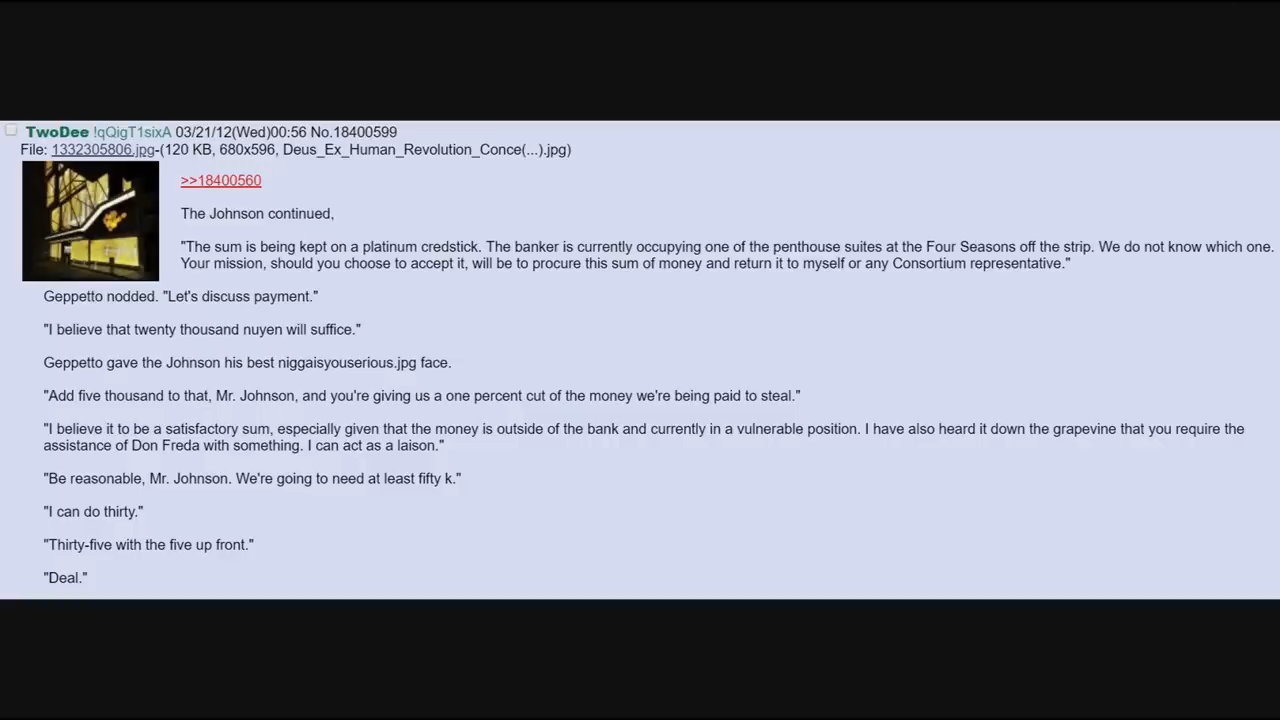 TwoDee !qQigT1sixA 03/21/12(Wed)00:56 No.18400599
File: 1332305806.jpg-(120 KB, 680x596, Deus_Ex_Human_Revolution_Conce(...).jpg)
>>18400560
The Johnson continued,
"The sum is being kept on a platinum credstick. The banker is currently occupying one of the penthouse suites at the Four Seasons off the strip. We do not know which one.
Your mission, should you choose to accept it, will be to procure this sum of money and return it to myself or any Consortium representative."
Geppetto nodded. "Let's discuss payment."
"I believe that twenty thousand nuyen will suffice."
Geppetto gave the Johnson his best niggaisyouserious.jpg face.
"Add five thousand to that, Mr. Johnson, and you're giving us a one percent cut of the money we're being paid to steal."
"I believe it to be a satisfactory sum, especially given that the money is outside of the bank and currently in a vulnerable position. I have also heard it down the grapevine that you require the
assistance of Don Freda with something. I can act as a laison."
"Be reasonable, Mr. Johnson. We're going to need at least fifty k."
"I can do thirty."
"Thirty-five with the five up front."
"Deal."